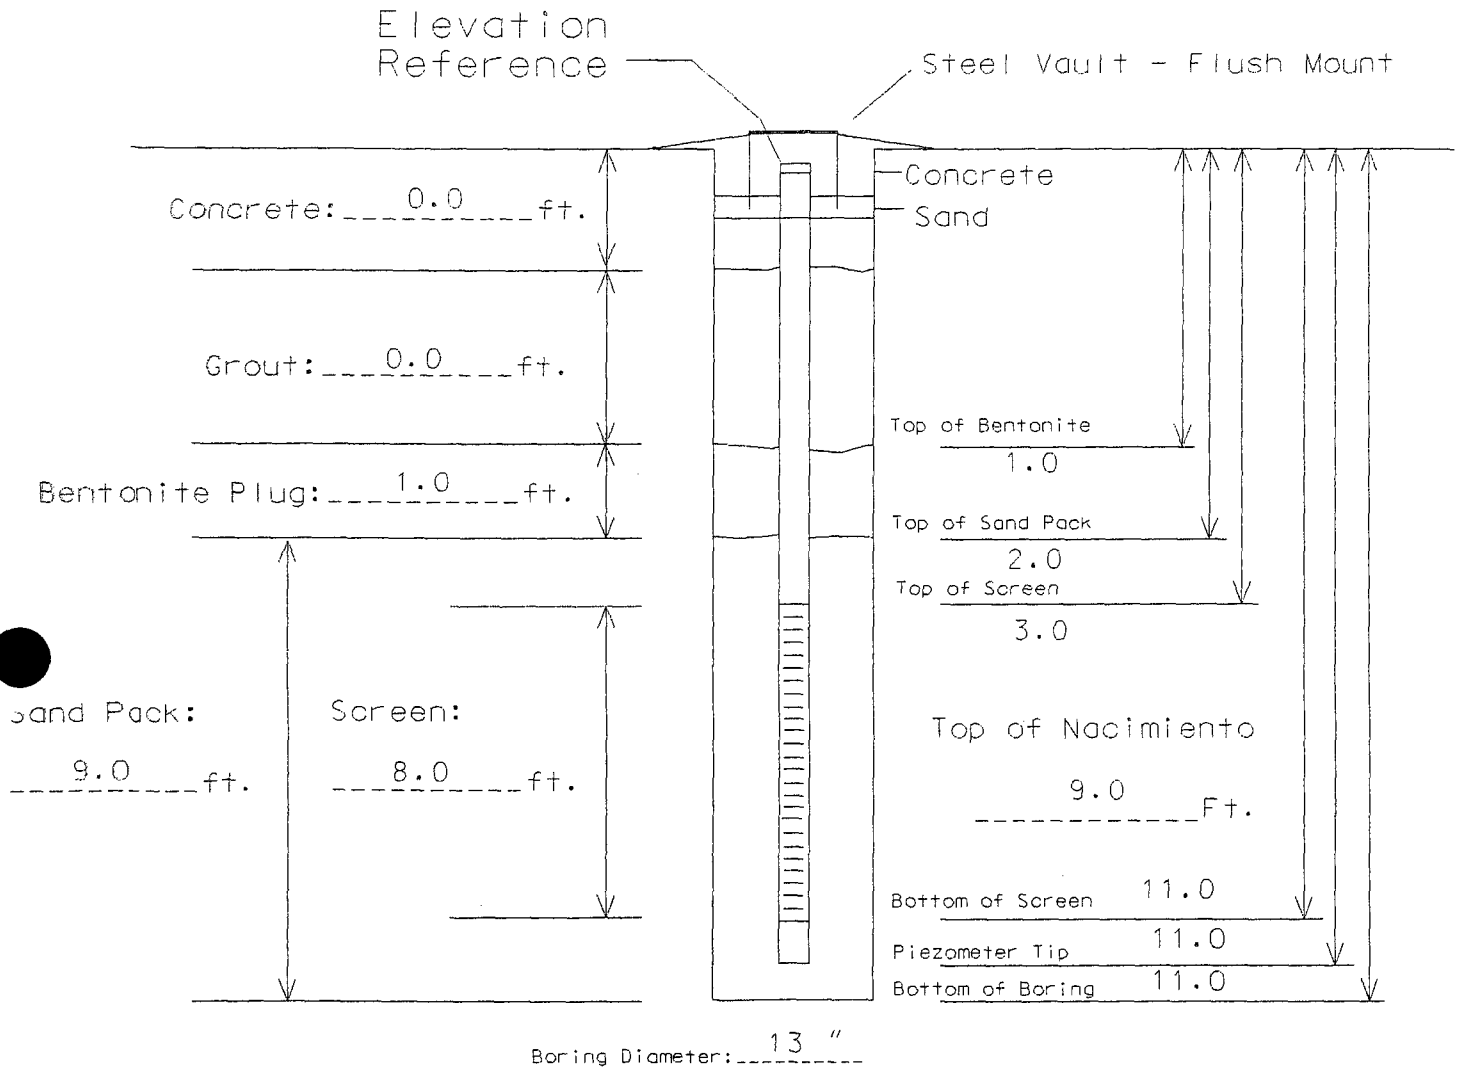 Elevation
Reference
Steel Vault - Flush Mount
Concrete
Concrete: 0.0 ft.
Sand
Grout: 0.0 ft.
Top of Bentonite
1.0
Bentonite Plug: 1.0 ft.
Top of Sand Pack
2.0
Top of Screen
3.0
Sand Pack:
9.0 ft.
Screen:
8.0 ft.
Top of Nacimiento
9.0 Ft.
Bottom of Screen 11.0
Piezometer Tip 11.0
Bottom of Boring 11.0
Boring Diameter: 13 "